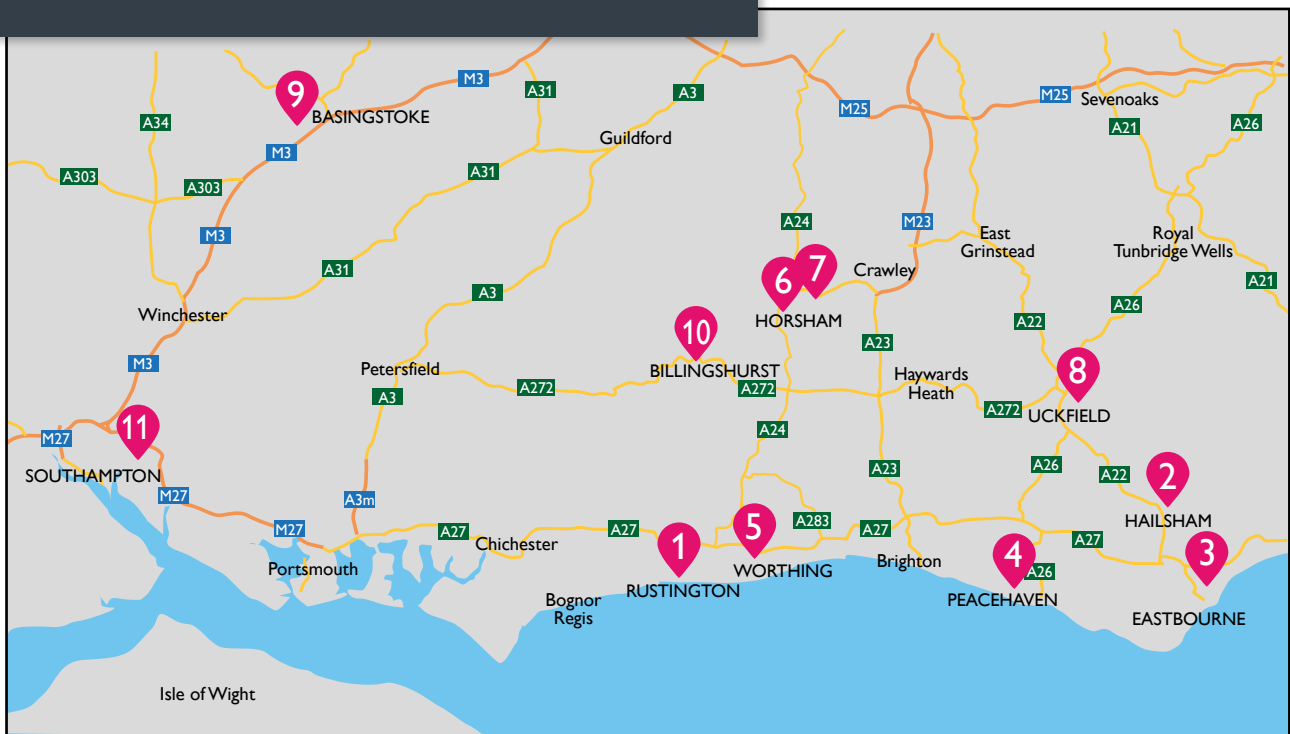 M3
9
A31
A3
M25
M25
Sevenoaks
BASINGSTOKE
A34
A21
A26
Guildford
M3
A31
A303
A303
A24
M23
M3
East
Grinstead
Royal
Tunbridge Wells
A31
6
7
Crawley
A21
A3
A26
Winchester
HORSHAM
A22
10
A23
M3
Petersfield
BILLINGSHURST
Haywards
Heath
8
A272
A272
A3
A272
UCKFIELD
11
A24
M27
SOUTHAMPTON
A23
A26
A22
2
M27
A3m
HAILSHAM
M27
A27
Chichester
A27
1
5
A283
A27
A27
Portsmouth
WORTHING
Brighton
4
A26
3
RUSTINGTON
PEACEHAVEN
Bognor
Regis
EASTBOURNE
Isle of Wight